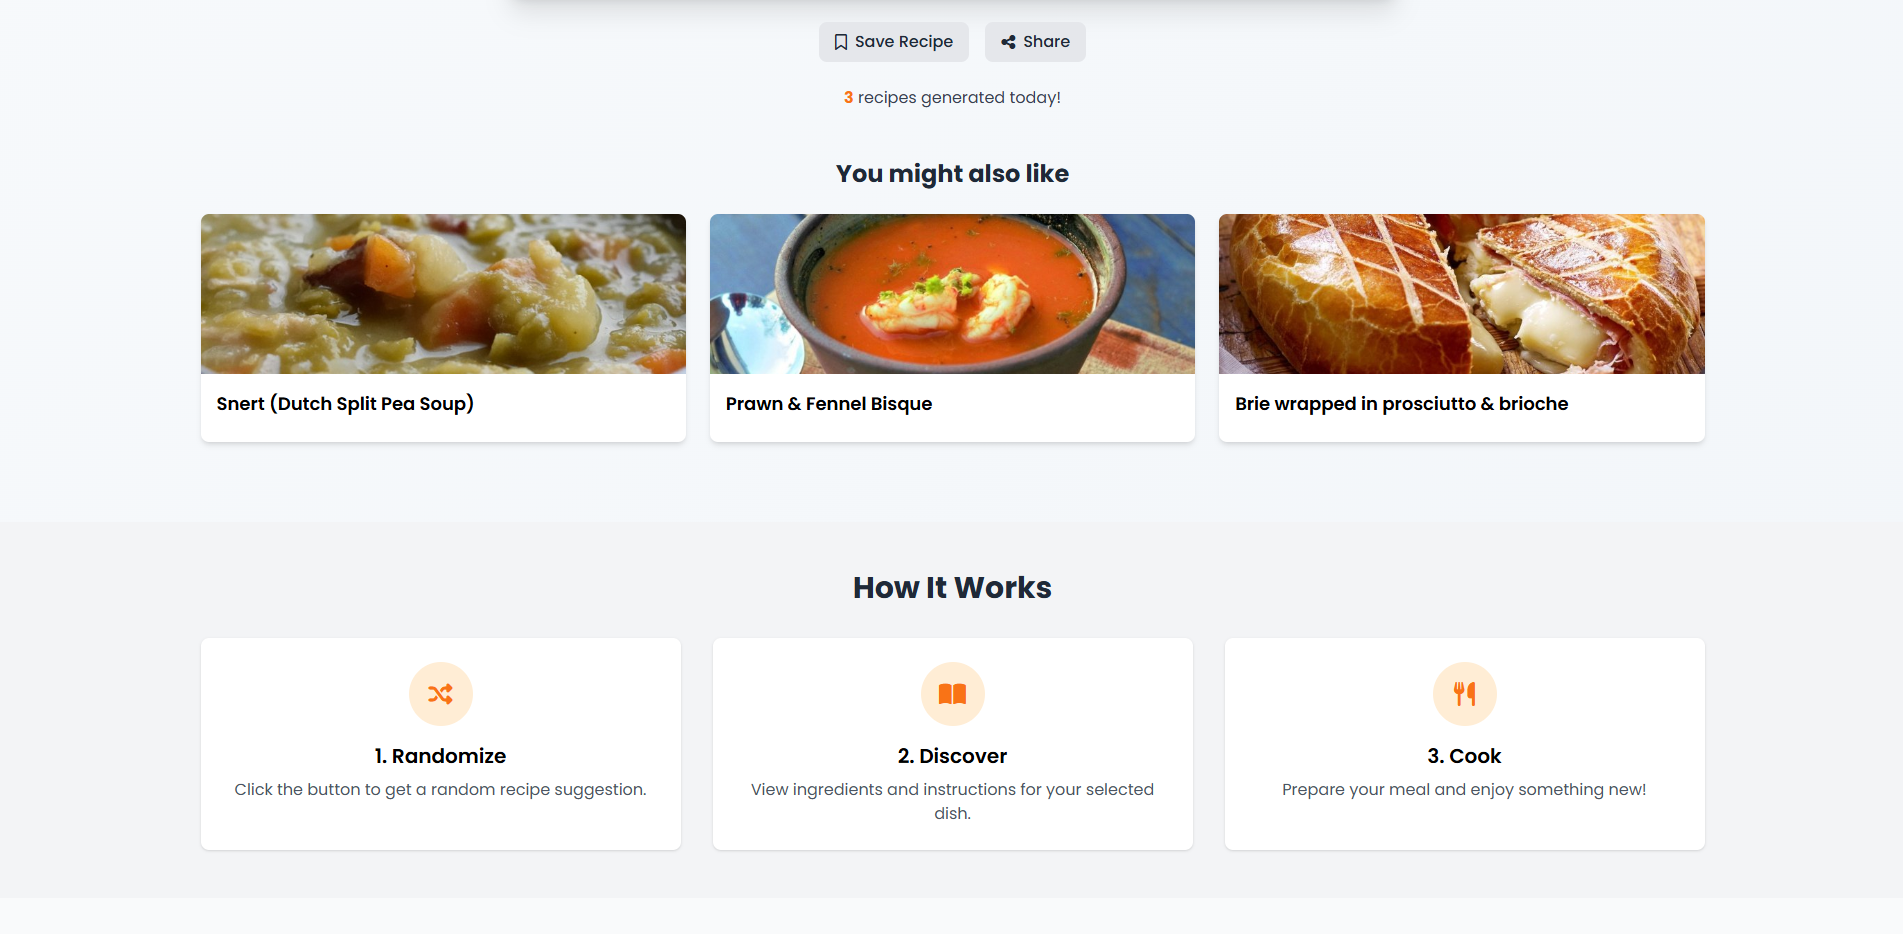 Save Recipe
Share
3 recipes generated today!
You might also like
Snert (Dutch Split Pea Soup)
Prawn & Fennel Bisque
Brie wrapped in prosciutto & brioche
How It Works
1. Randomize
Click the button to get a random recipe suggestion.
2. Discover
View ingredients and instructions for your selected
dish.
3. Cook
Prepare your meal and enjoy something new!